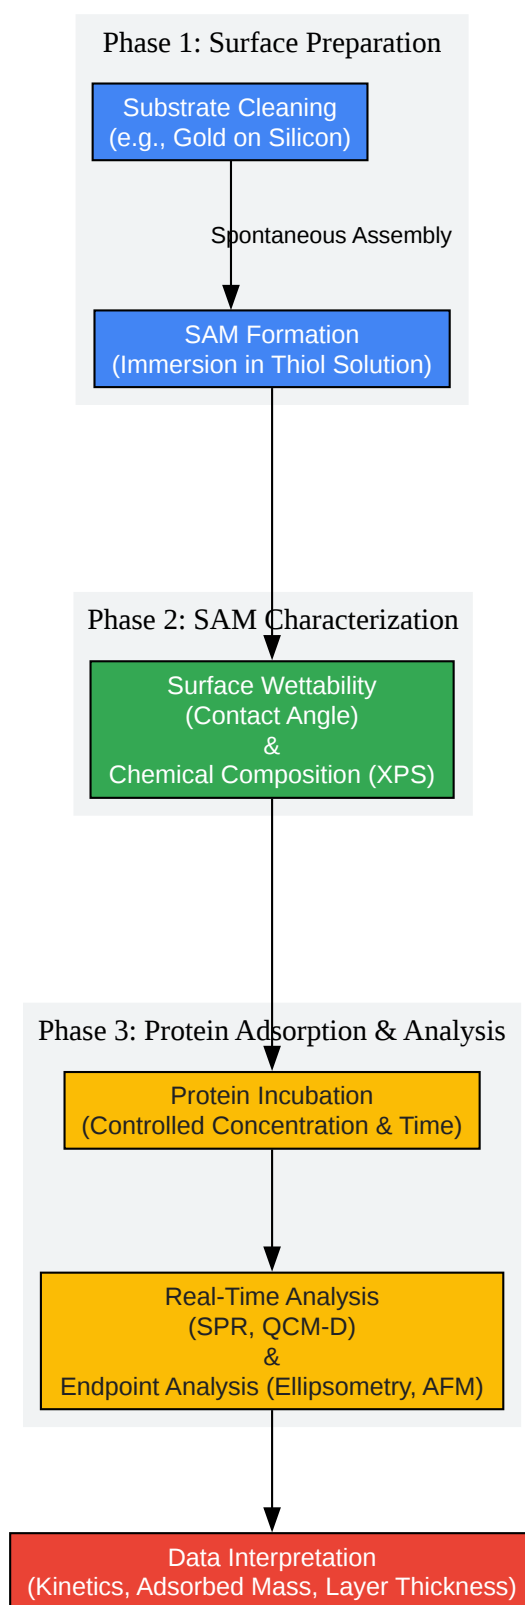 Phase 1: Surface Preparation
Substrate Cleaning
(e.g., Gold on Silicon)
Spontaneous Assembly
SAM Formation
(Immersion in Thiol Solution)
Phase 2: SAM Characterization
Surface Wettability
(Contact Angle)
&
Chemical Composition (XPS)
Phase 3: Protein Adsorption & Analysis
Protein Incubation
(Controlled Concentration & Time)
Real-Time Analysis
(SPR, QCM-D)
&
Endpoint Analysis (Ellipsometry, AFM)
Data Interpretation
(Kinetics, Adsorbed Mass, Layer Thickness)